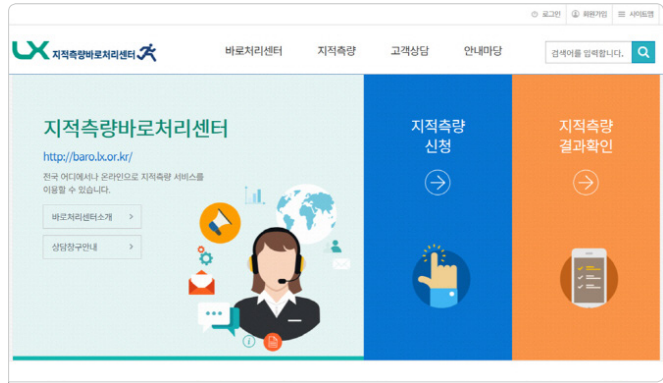 로그인 회원가입 사이트맵
LX 지적측량바로처리센터
바로처리센터 지적측량 고객상담 안내마당
검색어를 입력합니다.
지적측량바로처리센터
http://baro.lx.or.kr/
전국 어디에서나 온라인으로 지적측량 서비스를
이용할 수 있습니다.
바로처리센터소개 >
상담창구안내 >
지적측량
신청
지적측량
결과확인